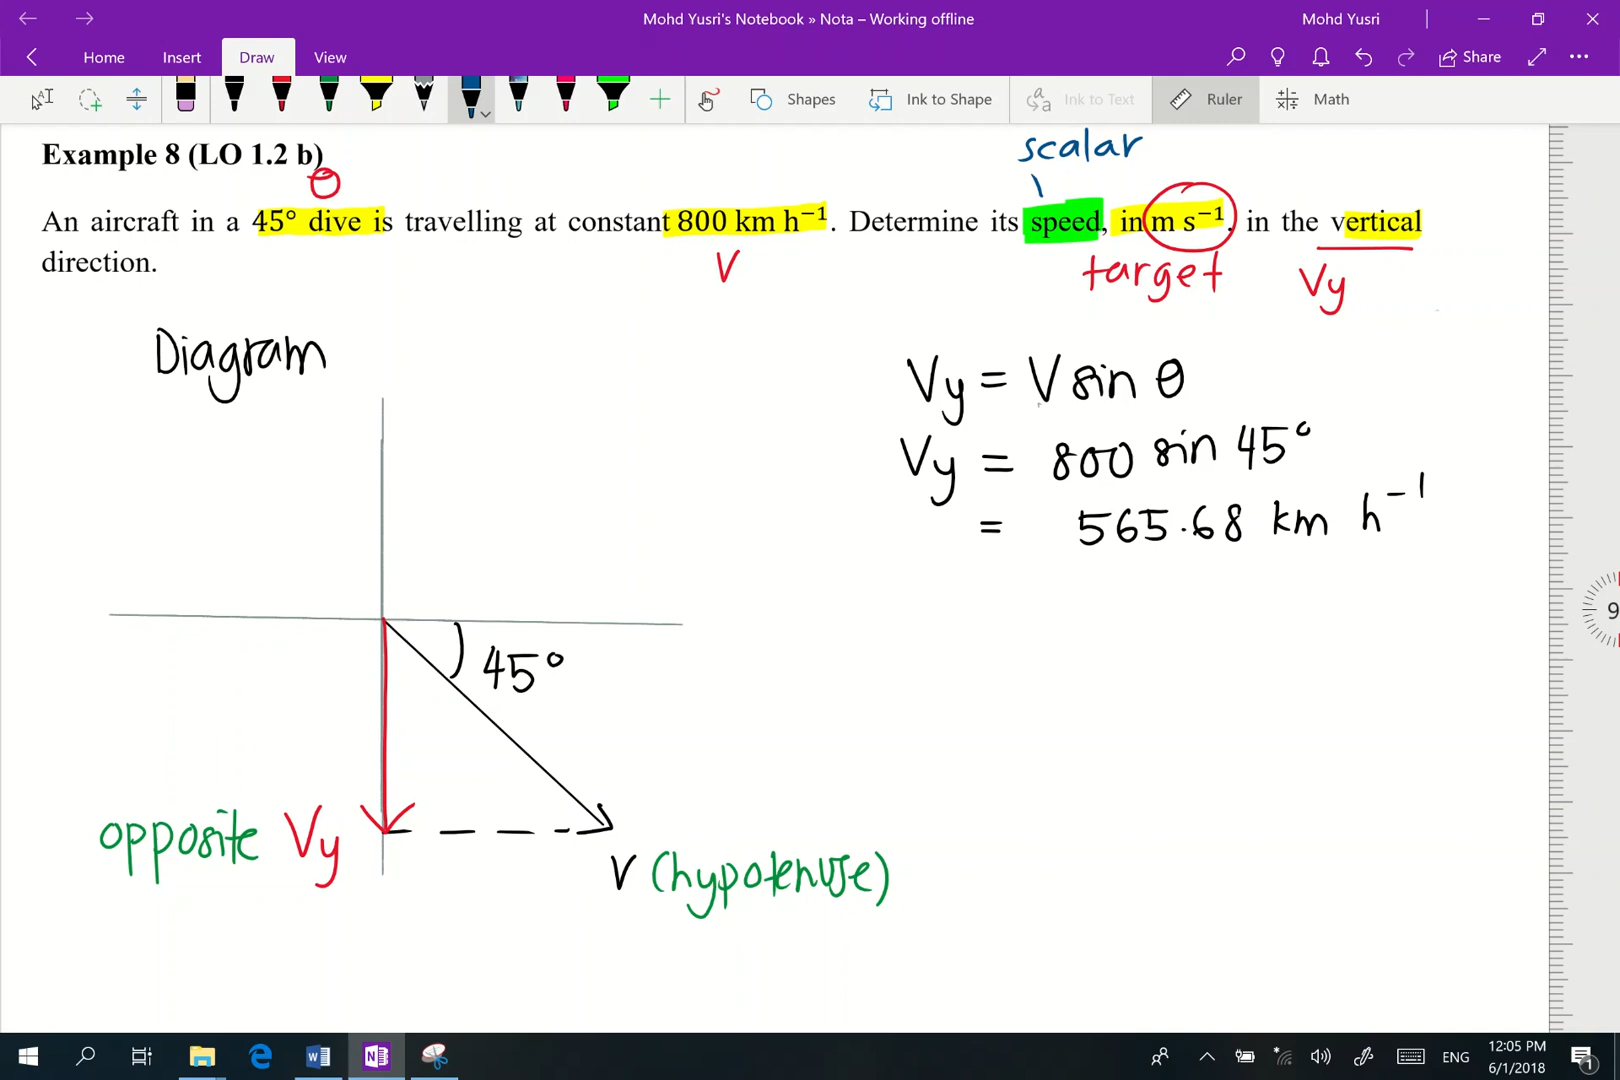 Mohd Yusri's Notebook » Nota – Working offline
Mohd Yusri
Home Insert Draw View
Share
Shapes Ink to Shape Ink to Text Ruler Math
Example 8 (LO 1.2 b)
scalar
θ
An aircraft in a 45° dive is travelling at constant 800 km h⁻¹. Determine its speed, in m s⁻¹, in the vertical
direction.
V
target
Vy
Diagram
Vy = V sin θ
Vy = 800 sin 45°
= 565.68 km h⁻¹
45°
opposite Vy
V (hypotenuse)
9
ENG
12:05 PM
6/1/2018
1